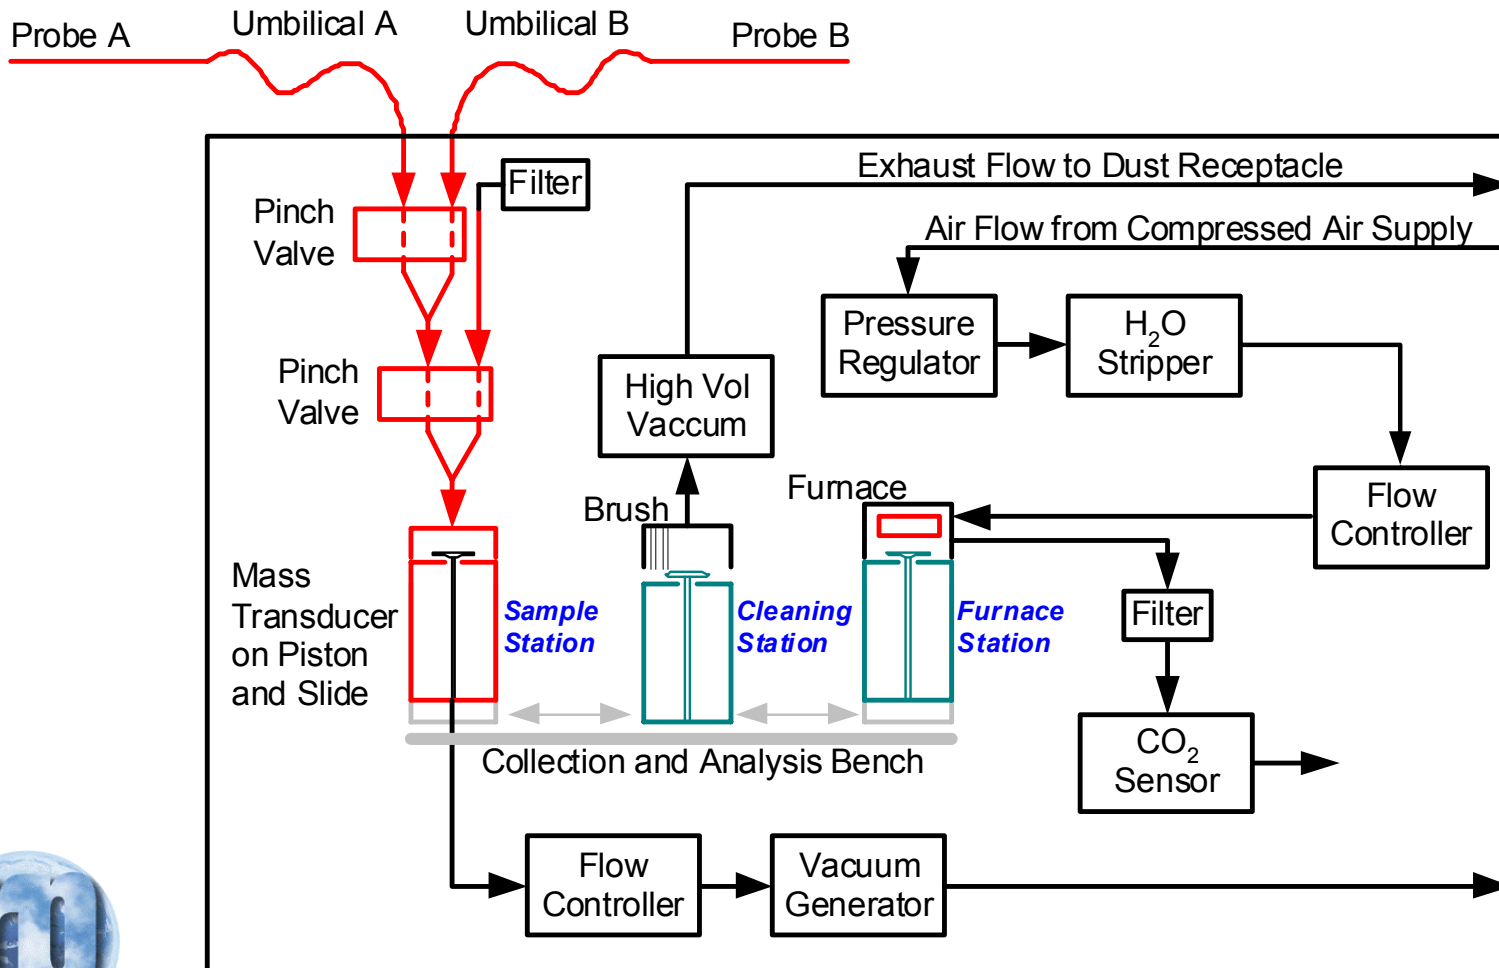 Probe A
Umbilical A
Umbilical B
Probe B
Filter
Exhaust Flow to Dust Receptacle
Pinch
Valve
Air Flow from Compressed Air Supply
Pressure
Regulator
H₂O
Stripper
Pinch
Valve
High Vol
Vaccum
Furnace
Flow
Controller
Brush
Mass
Transducer
on Piston
and Slide
Sample
Station
Cleaning
Station
Furnace
Station
Filter
Collection and Analysis Bench
CO₂
Sensor
Flow
Controller
Vacuum
Generator
m